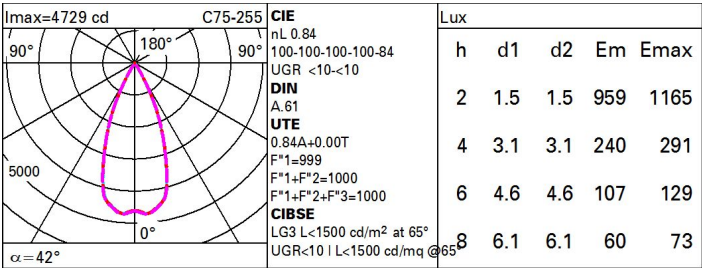 Imax=4729 cd C75-255
90° 180° 90°
5000
0°
α=42°
CIE
nL 0.84
100-100-100-100-84
UGR <10-<10
DIN
A.61
UTE
0.84A+0.00T
F"1=999
F"1+F"2=1000
F"1+F"2+F"3=1000
CIBSE
LG3 L<1500 cd/m² at 65°
UGR<10 | L<1500 cd/mq @65°
Lux
h d1 d2 Em Emax
2 1.5 1.5 959 1165
4 3.1 3.1 240 291
6 4.6 4.6 107 129
8 6.1 6.1 60 73